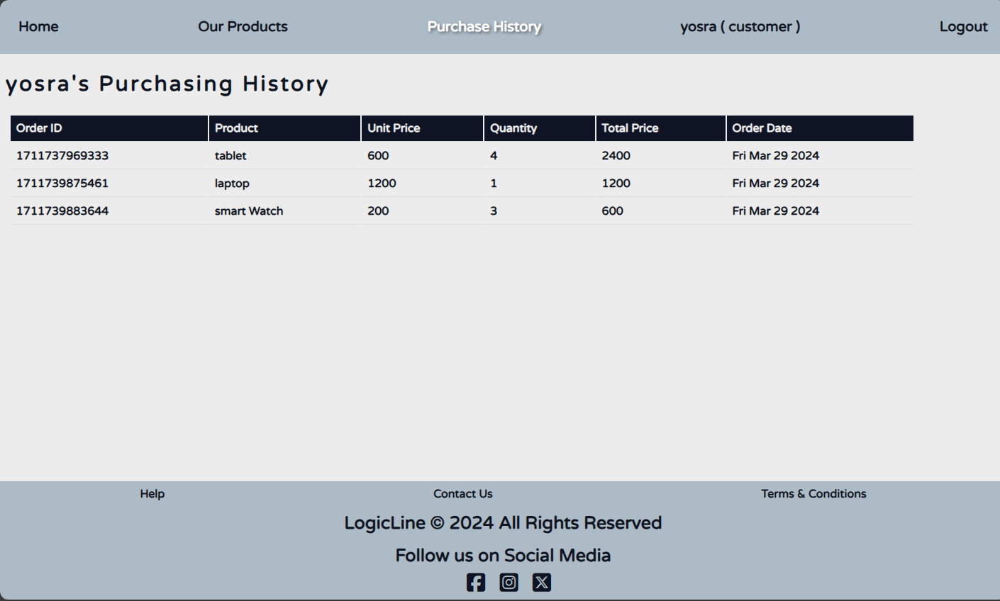 Home Our Products Purchase History yosra ( customer ) Logout
yosra's Purchasing History
Order ID Product Unit Price Quantity Total Price Order Date
1711737969333 tablet 600 4 2400 Fri Mar 29 2024
1711739875461 laptop 1200 1 1200 Fri Mar 29 2024
1711739883644 smart Watch 200 3 600 Fri Mar 29 2024
Help Contact Us Terms & Conditions
LogicLine © 2024 All Rights Reserved
Follow us on Social Media